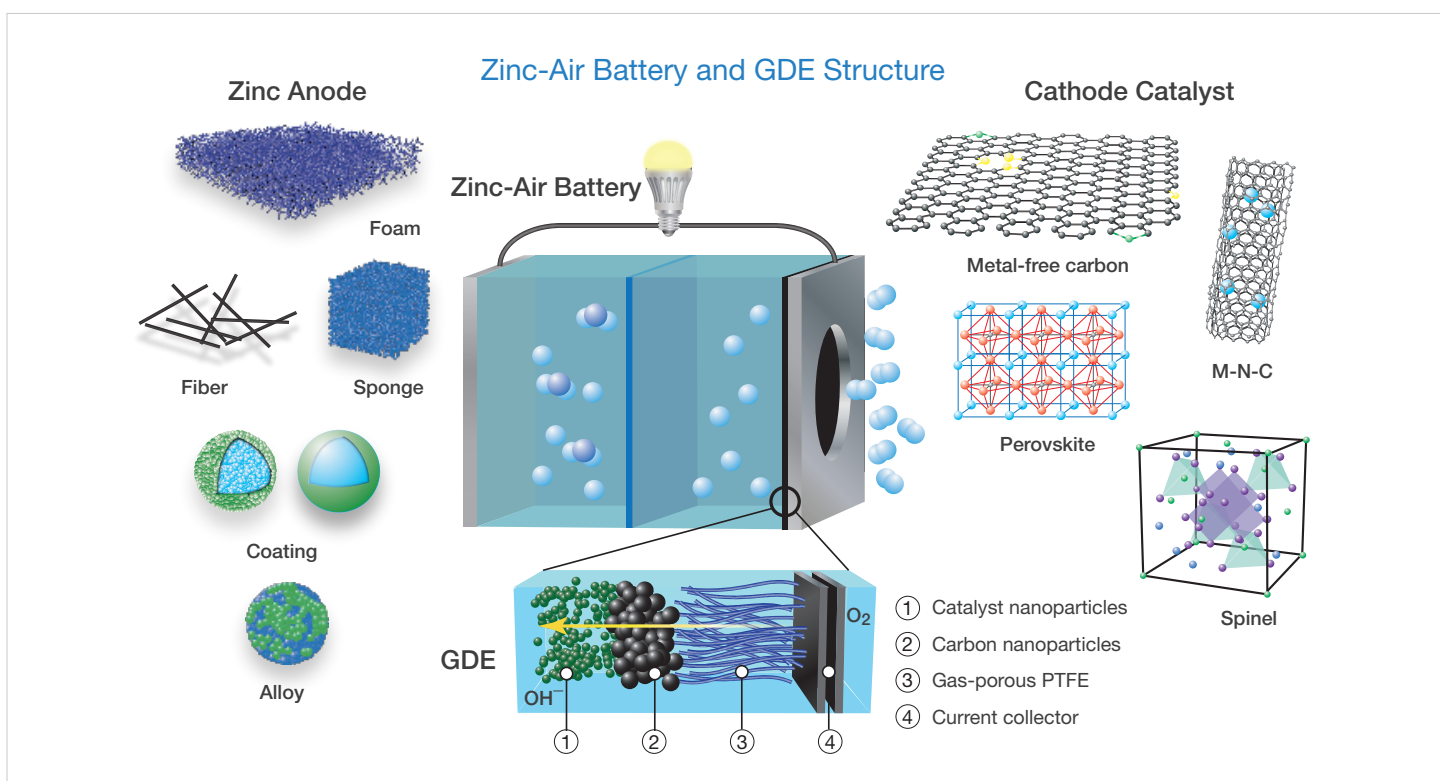 Zinc-Air Battery and GDE Structure
Zinc Anode
Foam
Fiber
Sponge
Coating
Alloy
Zinc-Air Battery
Cathode Catalyst
Metal-free carbon
M-N-C
Perovskite
Spinel
GDE
OH⁻
O₂
1
2
3
4
1 Catalyst nanoparticles
2 Carbon nanoparticles
3 Gas-porous PTFE
4 Current collector